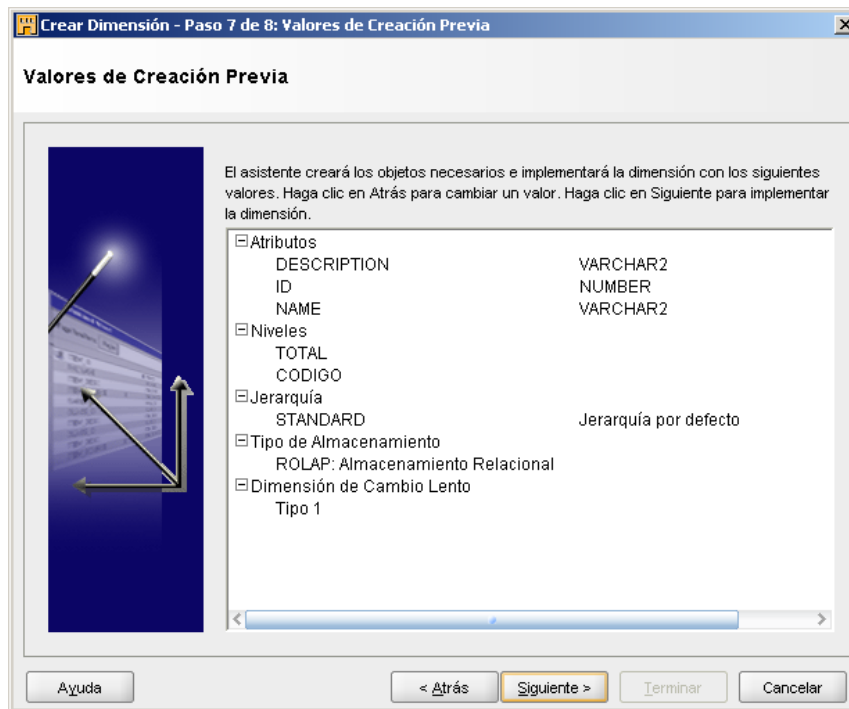 Crear Dimensión - Paso 7 de 8: Valores de Creación Previa
Valores de Creación Previa
El asistente creará los objetos necesarios e implementará la dimensión con los siguientes
valores. Haga clic en Atrás para cambiar un valor. Haga clic en Siguiente para implementar
la dimensión.
Atributos
DESCRIPTION VARCHAR2
ID NUMBER
NAME VARCHAR2
Niveles
TOTAL
CODIGO
Jerarquía
STANDARD Jerarquía por defecto
Tipo de Almacenamiento
ROLAP: Almacenamiento Relacional
Dimensión de Cambio Lento
Tipo 1
Ayuda < Atrás Siguiente > Terminar Cancelar